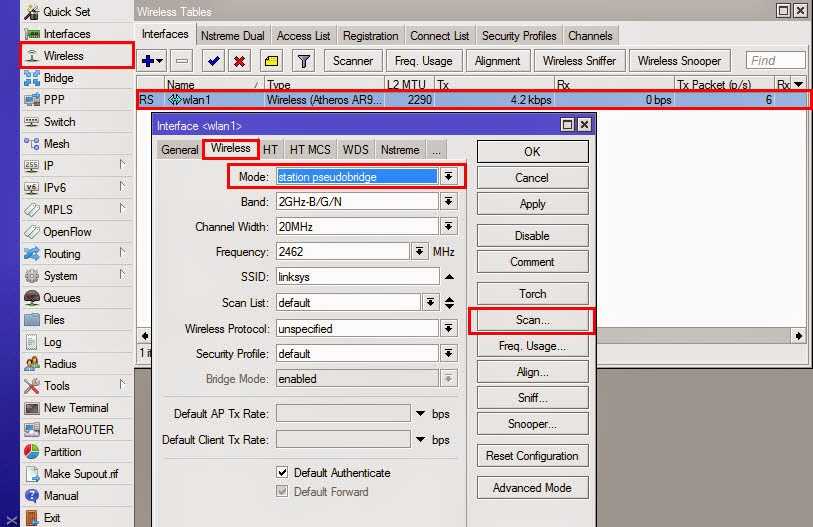 Quick Set
Interfaces
Wireless
Bridge
PPP
Switch
Mesh
IP
IPv6
MPLS
OpenFlow
Routing
System
Queues
Files
Log
Radius
Tools
New Terminal
MetaROUTER
Partition
Make Supout.rif
Manual
Exit
Wireless Tables
Interfaces Nstreme Dual Access List Registration Connect List Security Profiles Channels
Scanner Freq. Usage Alignment Wireless Sniffer Wireless Snooper Find
Name Type L2 MTU Tx Rx Tx Packet (p/s) Rx
RS wlan1 Wireless (Atheros AR9... 2290 4.2 kbps 0 bps 6
Interface <wlan1>
General Wireless HT HT MCS WDS Nstreme ...
Mode: station pseudobridge
Band: 2GHz-B/G/N
Channel Width: 20MHz
Frequency: 2462 MHz
SSID: linksys
Scan List: default
Wireless Protocol: unspecified
Security Profile: default
Bridge Mode: enabled
Default AP Tx Rate: bps
Default Client Tx Rate: bps
Default Authenticate
Default Forward
OK
Cancel
Apply
Disable
Comment
Torch
Scan...
Freq. Usage...
Align...
Sniff...
Snooper...
Reset Configuration
Advanced Mode